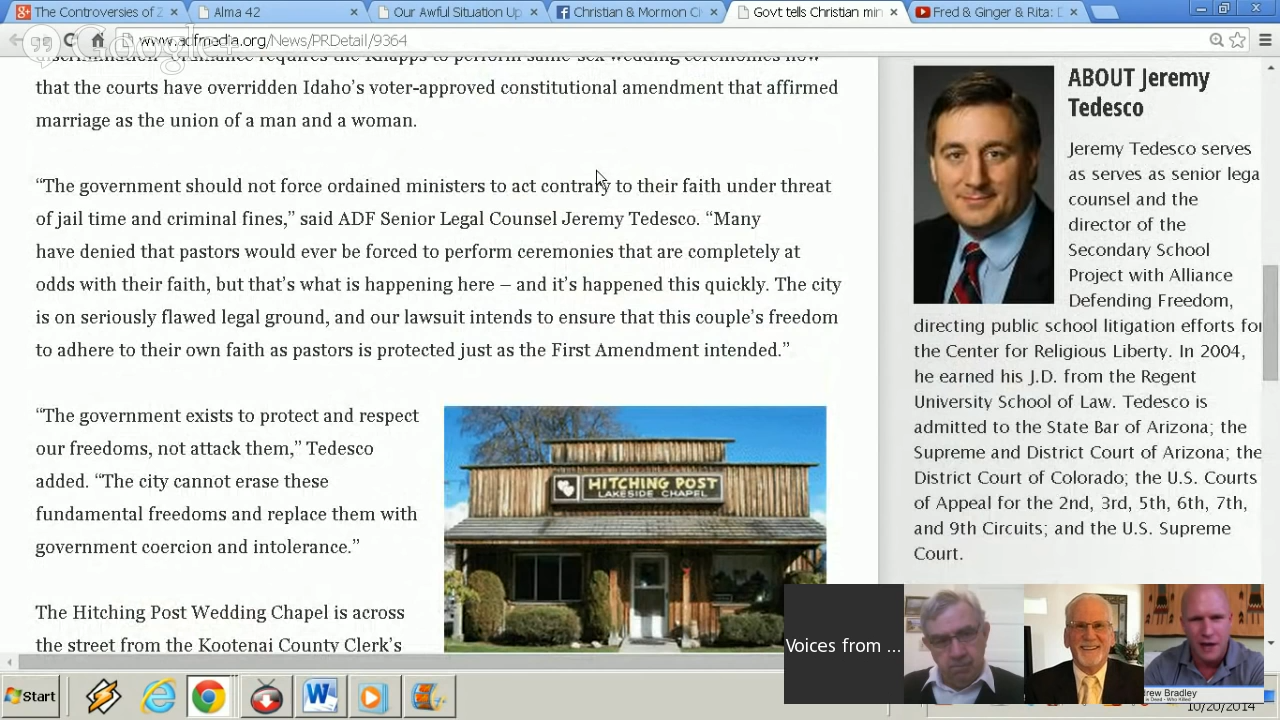 The Controversies of Z
Alma 42
Our Awful Situation Up
Christian & Mormon Ci
Govt tells Christian min
Fred & Ginger & Rita: D
Google+
www.adfmedia.org/News/PRDetail/9364
requires the Knapps to perform same-sex wedding ceremonies now
that the courts have overridden Idaho’s voter-approved constitutional amendment that affirmed
marriage as the union of a man and a woman.
“The government should not force ordained ministers to act contrary to their faith under threat
of jail time and criminal fines,” said ADF Senior Legal Counsel Jeremy Tedesco. “Many
have denied that pastors would ever be forced to perform ceremonies that are completely at
odds with their faith, but that’s what is happening here – and it’s happened this quickly. The city
is on seriously flawed legal ground, and our lawsuit intends to ensure that this couple’s freedom
to adhere to their own faith as pastors is protected just as the First Amendment intended.”
“The government exists to protect and respect
our freedoms, not attack them,” Tedesco
added. “The city cannot erase these
fundamental freedoms and replace them with
government coercion and intolerance.”
The Hitching Post Wedding Chapel is across
the street from the Kootenai County Clerk’s
HITCHING POST
LAKESIDE CHAPEL
ABOUT Jeremy
Tedesco
Jeremy Tedesco serves
as serves as senior lega
counsel and the
director of the
Secondary School
Project with Alliance
Defending Freedom,
directing public school litigation efforts for
the Center for Religious Liberty. In 2004,
he earned his J.D. from the Regent
University School of Law. Tedesco is
admitted to the State Bar of Arizona; the
Supreme and District Court of Arizona; the
District Court of Colorado; the U.S. Courts
of Appeal for the 2nd, 3rd, 5th, 6th, 7th,
and 9th Circuits; and the U.S. Supreme
Court.
Voices from ...
drew Bradley
Start
10/20/2014